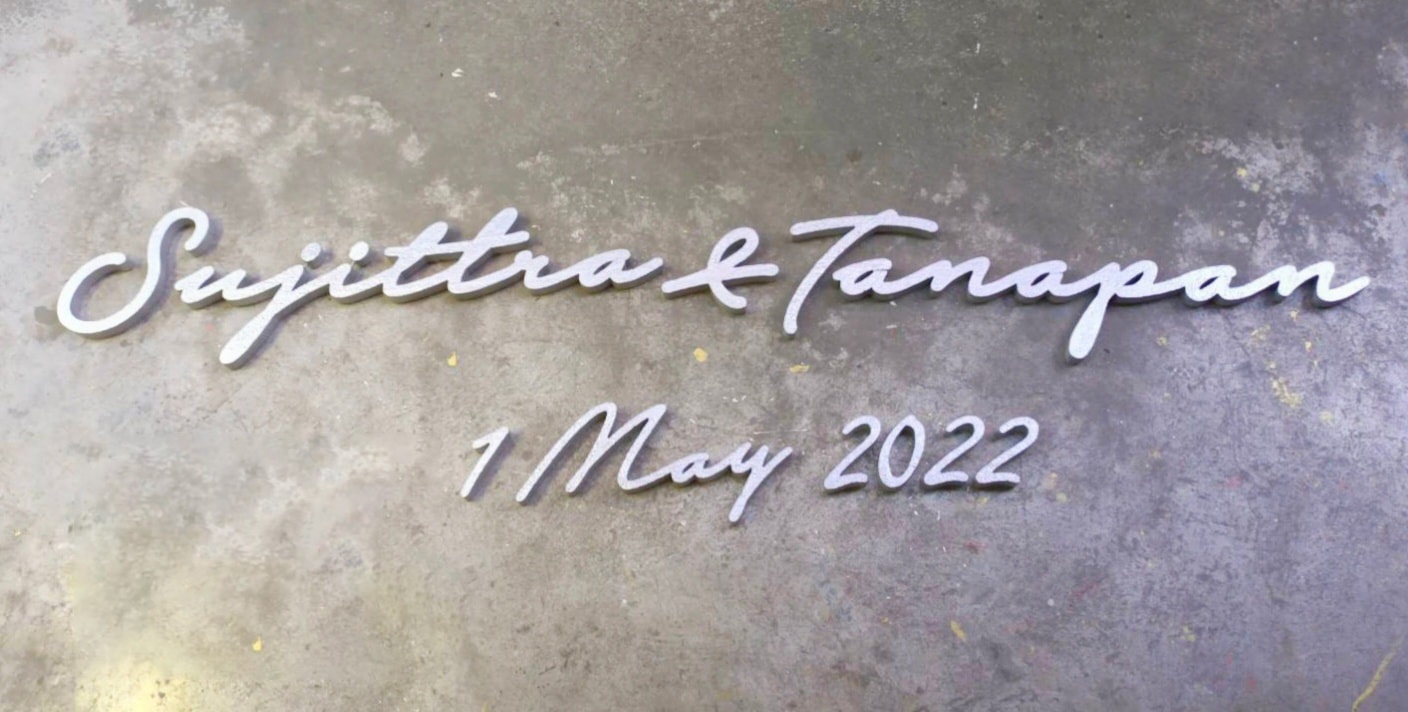 Sujittra & Tanapan
1 May 2022